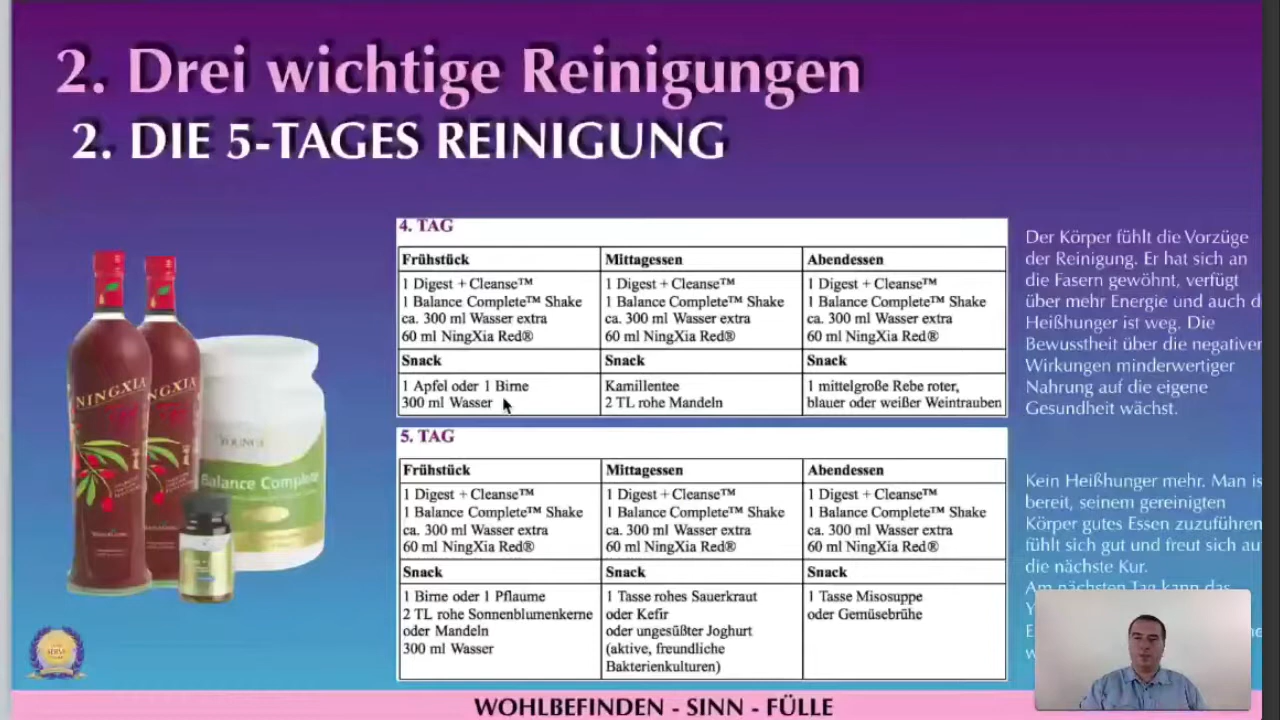 2. Drei wichtige Reinigungen
2. DIE 5-TAGES REINIGUNG
4. TAG
Frühstück
Mittagessen
Abendessen
1 Digest + Cleanse™
1 Balance Complete™ Shake
ca. 300 ml Wasser extra
60 ml NingXia Red®
1 Digest + Cleanse™
1 Balance Complete™ Shake
ca. 300 ml Wasser extra
60 ml NingXia Red®
1 Digest + Cleanse™
1 Balance Complete™ Shake
ca. 300 ml Wasser extra
60 ml NingXia Red®
Snack
Snack
Snack
1 Apfel oder 1 Birne
300 ml Wasser
Kamillentee
2 TL rohe Mandeln
1 mittelgroße Rebe roter,
blauer oder weißer Weintrauben
5. TAG
Frühstück
Mittagessen
Abendessen
1 Digest + Cleanse™
1 Balance Complete™ Shake
ca. 300 ml Wasser extra
60 ml NingXia Red®
1 Digest + Cleanse™
1 Balance Complete™ Shake
ca. 300 ml Wasser extra
60 ml NingXia Red®
1 Digest + Cleanse™
1 Balance Complete™ Shake
ca. 300 ml Wasser extra
60 ml NingXia Red®
Snack
Snack
Snack
1 Birne oder 1 Pflaume
2 TL rohe Sonnenblumenkerne
oder Mandeln
300 ml Wasser
1 Tasse rohes Sauerkraut
oder Kefir
oder ungesüßter Joghurt
(aktive, freundliche
Bakterienkulturen)
1 Tasse Misosuppe
oder Gemüsebrühe
Der Körper fühlt die Vorzüge
der Reinigung. Er hat sich an
die Fasern gewöhnt, verfügt
über mehr Energie und auch d
Heißhunger ist weg. Die
Bewusstheit über die negativen
Wirkungen minderwertiger
Nahrung auf die eigene
Gesundheit wächst.
Kein Heißhunger mehr. Man is
bereit, seinem gereinigten
Körper gutes Essen zuzuführen
fühlt sich gut und freut sich au
die nächste Kur.
Am nächsten Tag kann das
NINGXIA
Red
NINGXIA
Red
Balance Complete
WOHLBEFINDEN - SINN - FÜLLE